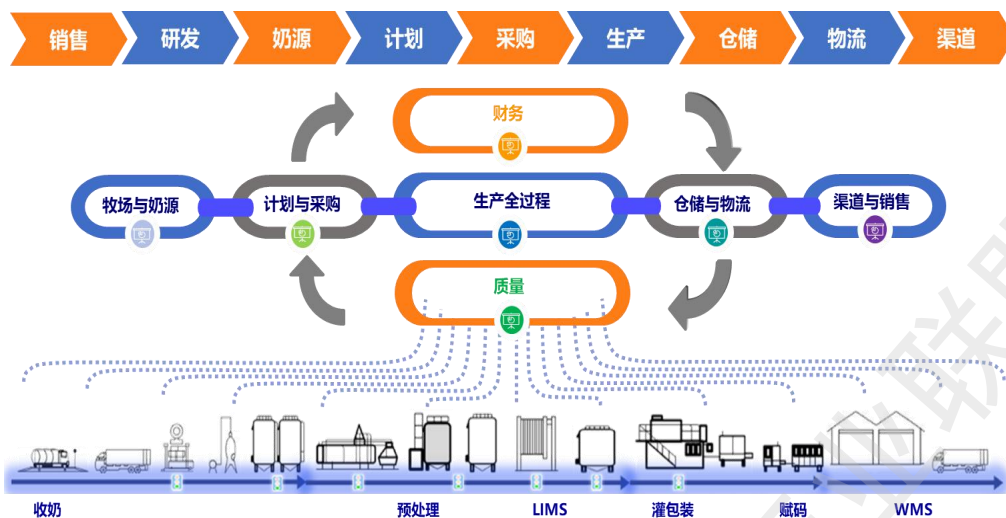 销售 研发 奶源 计划 采购 生产 仓储 物流 渠道
财务
牧场与奶源 计划与采购 生产全过程 仓储与物流 渠道与销售
质量
收奶 预处理 LIMS 灌包装 赋码 WMS
业联